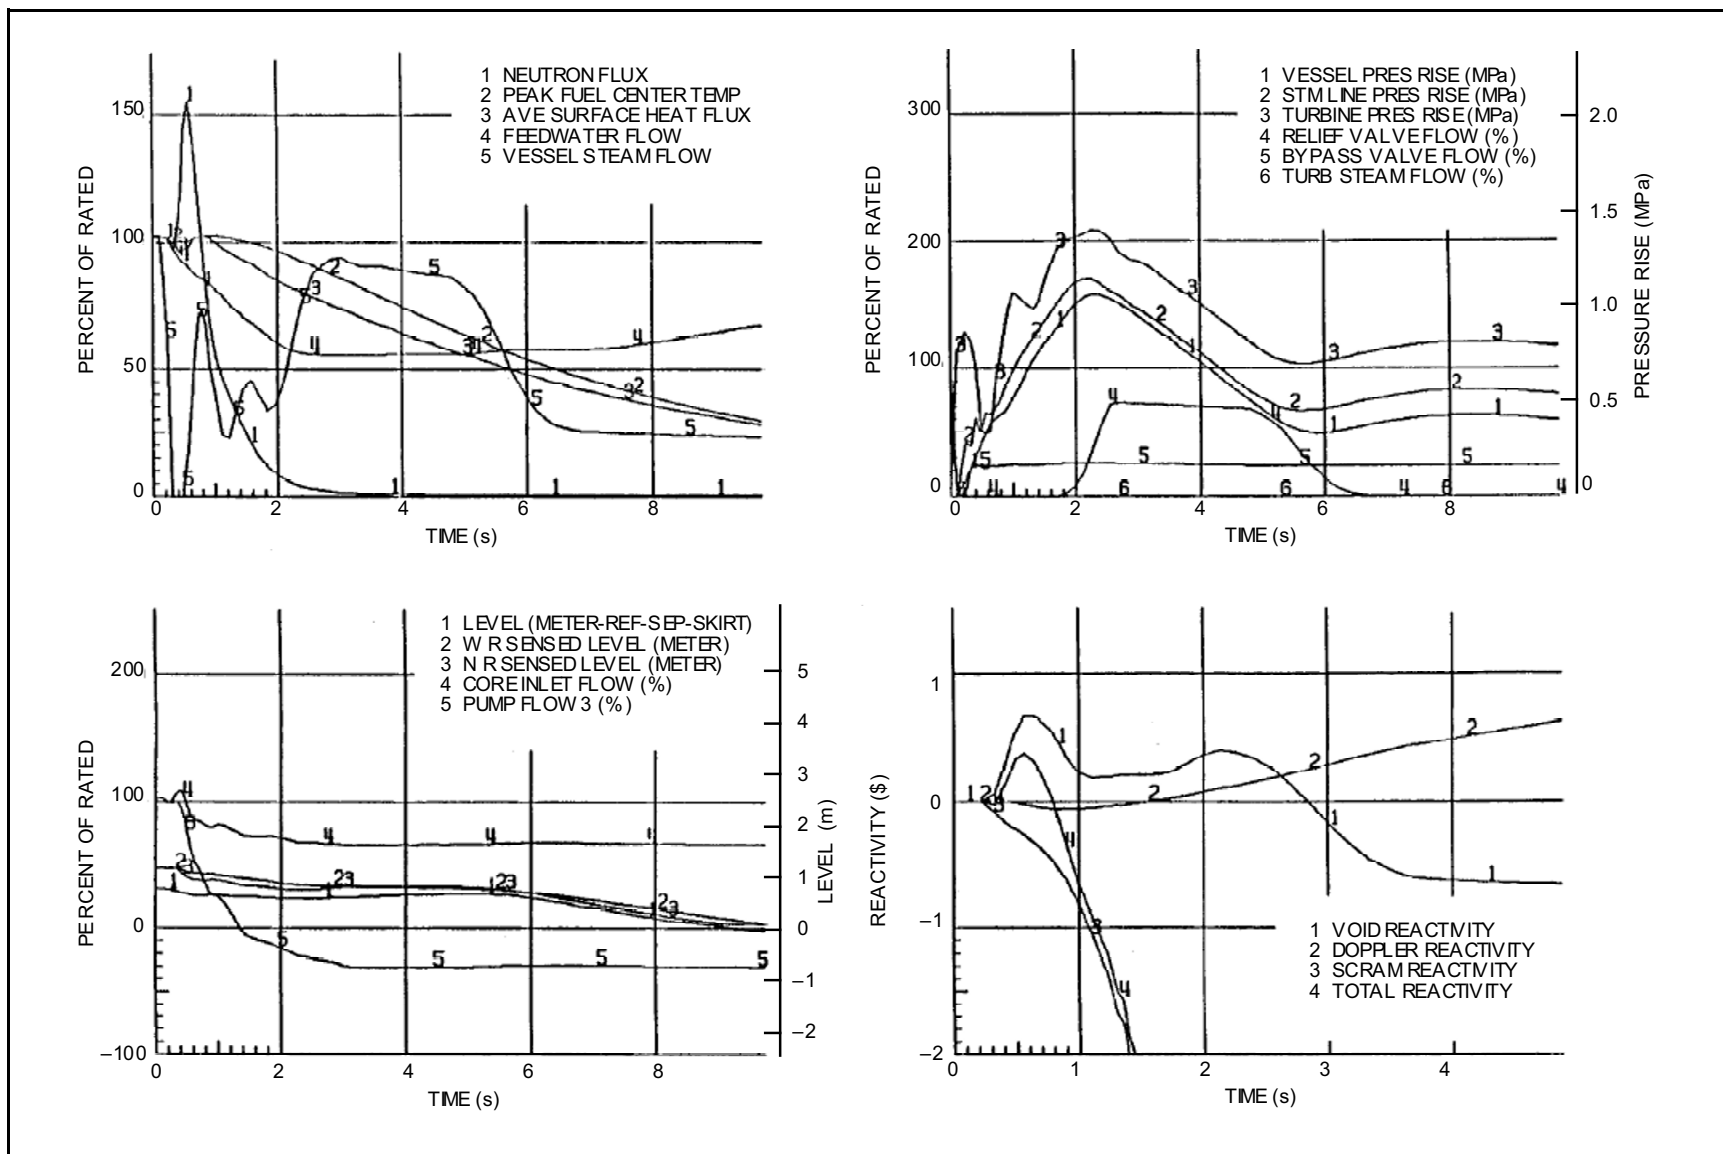 1 NEUTRON FLUX
2 PEAK FUEL CENTER TEMP
3 AVE SURFACE HEAT FLUX
4 FEEDWATER FLOW
5 VESSEL STEAM FLOW
PERCENT OF RATED
150
100
50
0
0 2 4 6 8
TIME (s)
1 VESSEL PRES RISE (MPa)
2 STM LINE PRES RISE (MPa)
3 TURBINE PRES RISE (MPa)
4 RELIEF VALVE FLOW (%)
5 BYPASS VALVE FLOW (%)
6 TURB STEAM FLOW (%)
PERCENT OF RATED
300
200
100
0
PRESSURE RISE (MPa)
2.0
1.5
1.0
0.5
0
0 2 4 6 8
TIME (s)
1 LEVEL (METER-REF-SEP-SKIRT)
2 W R SENSED LEVEL (METER)
3 N R SENSED LEVEL (METER)
4 CORE INLET FLOW (%)
5 PUMP FLOW 3 (%)
PERCENT OF RATED
200
100
0
–100
LEVEL (m)
5
4
3
2
1
0
–1
–2
0 2 4 6 8
TIME (s)
REACTIVITY ($)
1
0
–1
–2
1 VOID REACTIVITY
2 DOPPLER REACTIVITY
3 SCRAM REACTIVITY
4 TOTAL REACTIVITY
0 1 2 3 4
TIME (s)